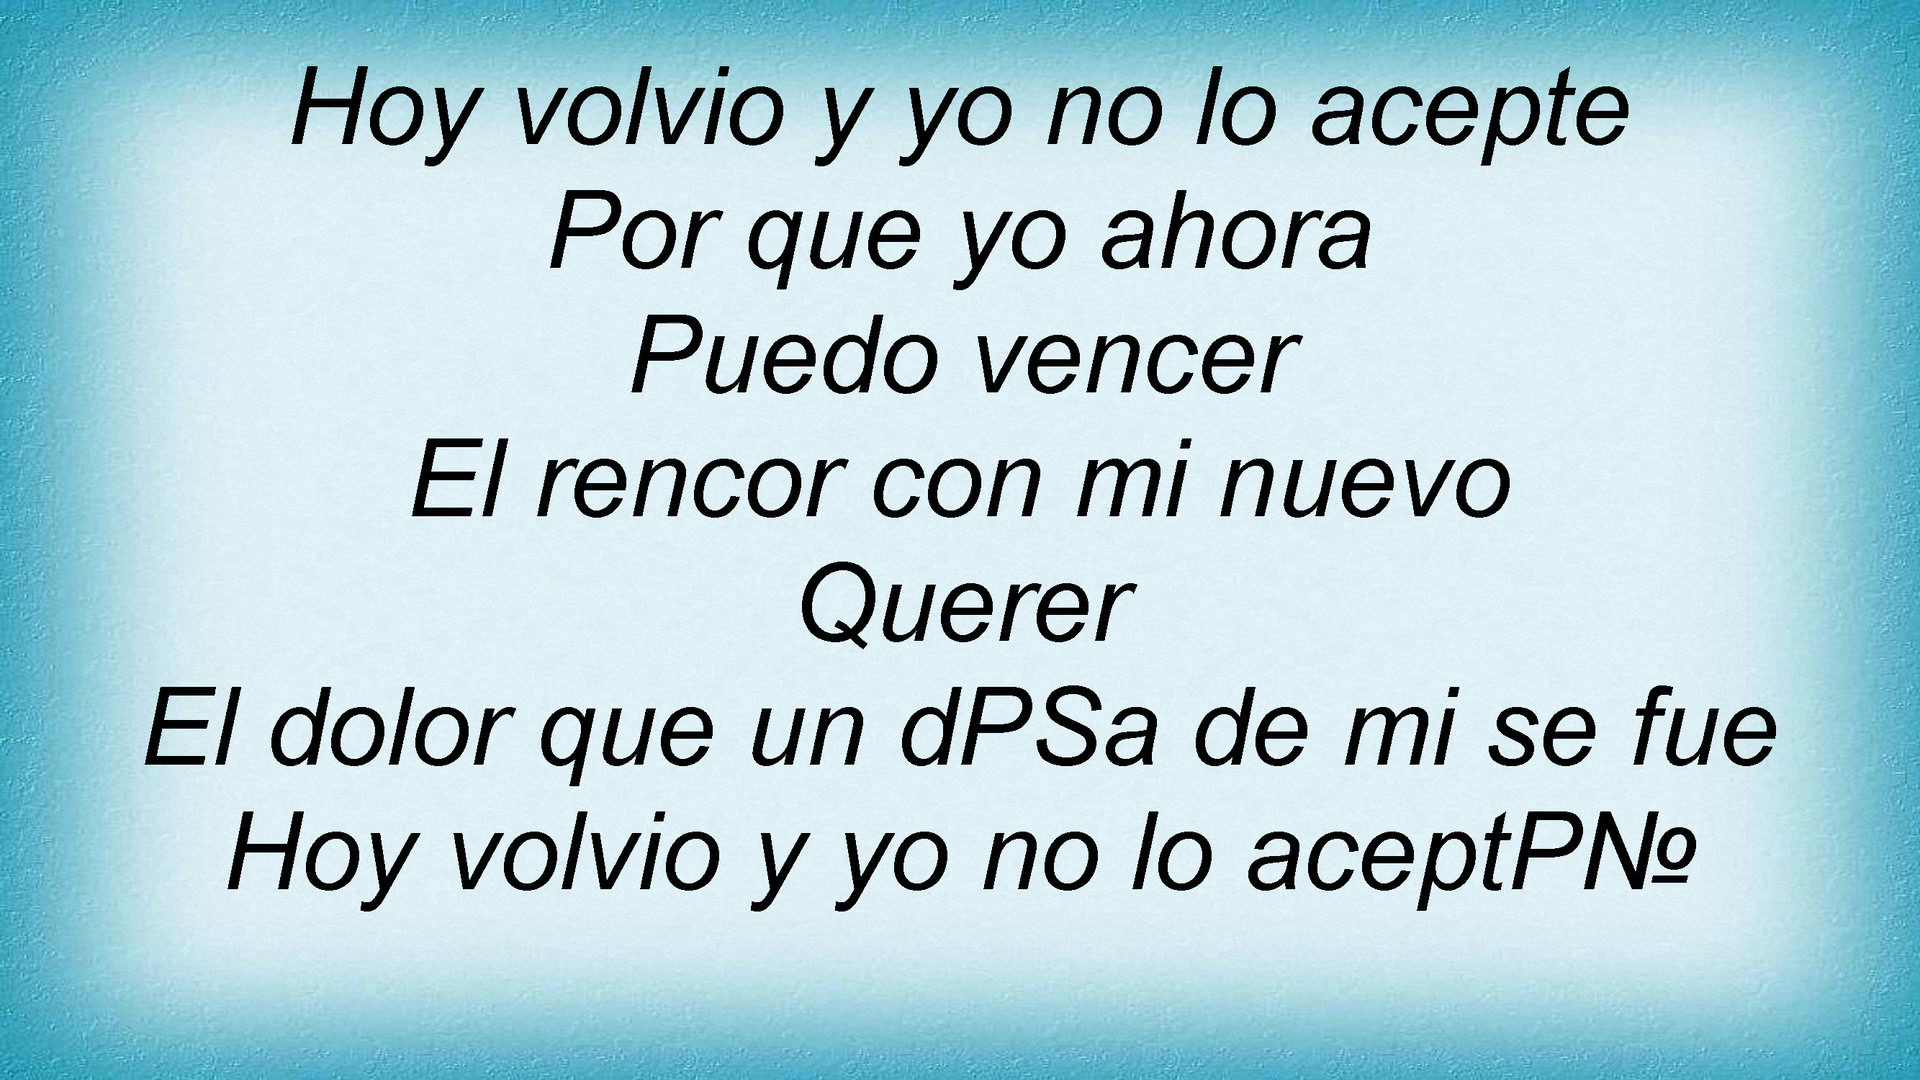 Hoy volvio y yo no lo acepte
Por que yo ahora
Puedo vencer
El rencor con mi nuevo
Querer
El dolor que un dPSa de mi se fue
Hoy volvio y yo no lo aceptP№